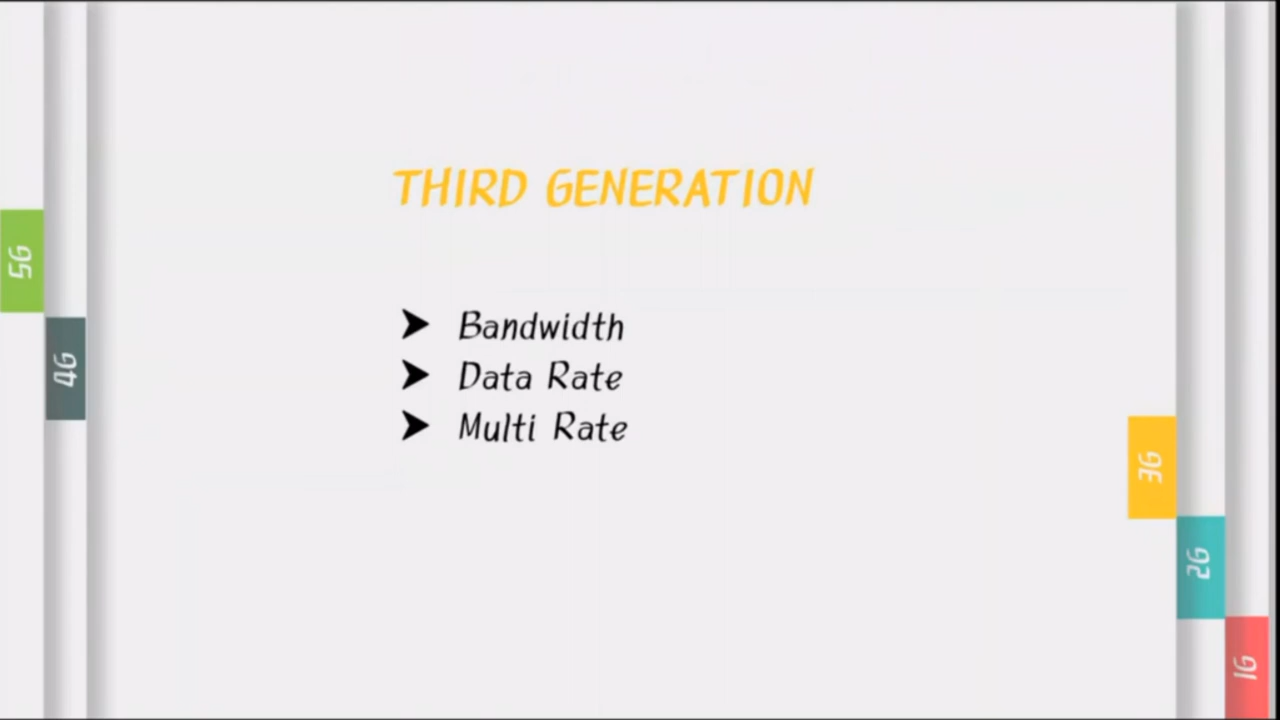 THIRD GENERATION
➤ Bandwidth
➤ Data Rate
➤ Multi Rate
5G
4G
3G
2G
1G